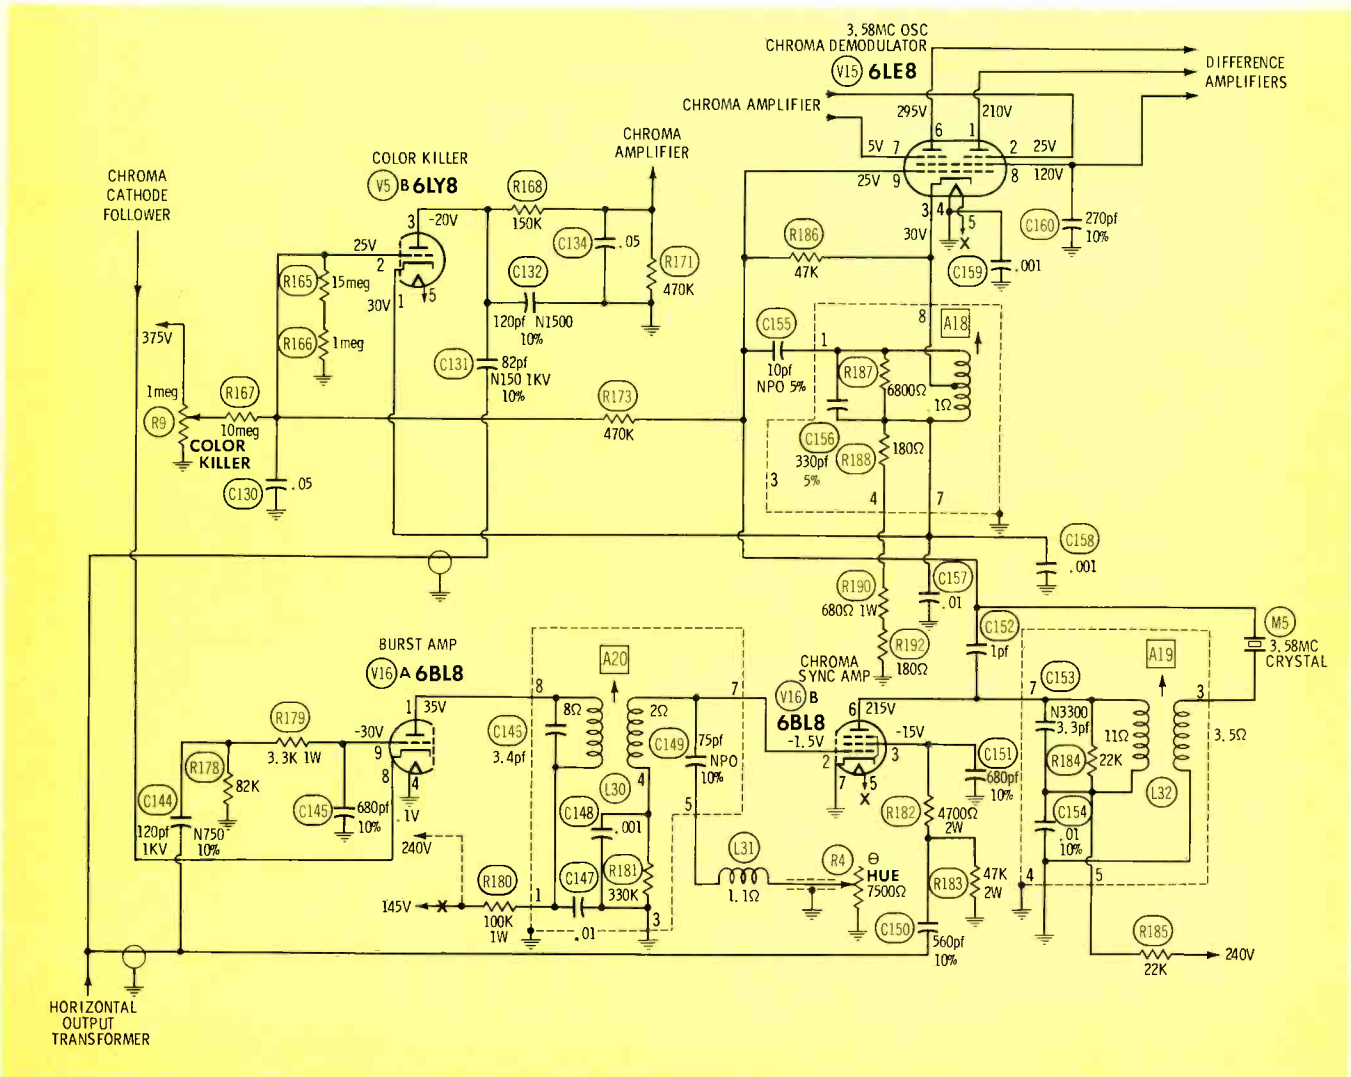 3.58MC OSC
CHROMA DEMODULATOR
V15 6LE8
DIFFERENCE
AMPLIFIERS
CHROMA AMPLIFIER
295V
210V
6
1
5V 7
2 25V
25V
9
8
120V
3
4
5
30V
X
C160
270pf
10%
C159
.001
CHROMA
CATHODE
FOLLOWER
COLOR KILLER
V5 B 6LY8
CHROMA
AMPLIFIER
3
-20V
R168
150K
25V
2
C134
.05
R171
470K
R165
15meg
30V
1
5
C132
120pf N1500
10%
R166
1meg
375V
C131
82pf
N150 1KV
10%
R186
47K
8
A18
C155
10pf
NPO 5%
1
R187
6800Ω
.1Ω
1meg
R9
R167
10meg
COLOR
KILLER
R173
470K
C156
330pf
5%
R188
180Ω
3
4
7
C130
.05
C158
.001
C157
.01
R190
680Ω 1W
C152
1pf
R192
180Ω
M5
3.58MC
CRYSTAL
BURST AMP
V16 A 6BL8
1
35V
8
A20
7
CHROMA
SYNC AMP
V16 B
6BL8
6
215V
7
C153
A19
3
R179
3.3K 1W
-30V
9
8
4
.1V
R178
82K
C145
680pf
10%
C144
120pf
1KV
N750
10%
C146
3.4pf
8Ω
2Ω
C149
75pf
NPO
10%
4
L30
5
C148
.001
-1.5V
2
-15V
3
7
5
X
C151
680pf
10%
N3300
3.3pf
R184
22K
11Ω
3.5Ω
L32
R182
4700Ω
2W
C154
.01
10%
240V
L31
1.1Ω
R4
HUE
7500Ω
R183
47K
2W
4
5
R181
330K
145V
X
R180
100K
1W
1
C147
.01
3
C150
560pf
10%
R185
22K
240V
HORIZONTAL
OUTPUT
TRANSFORMER